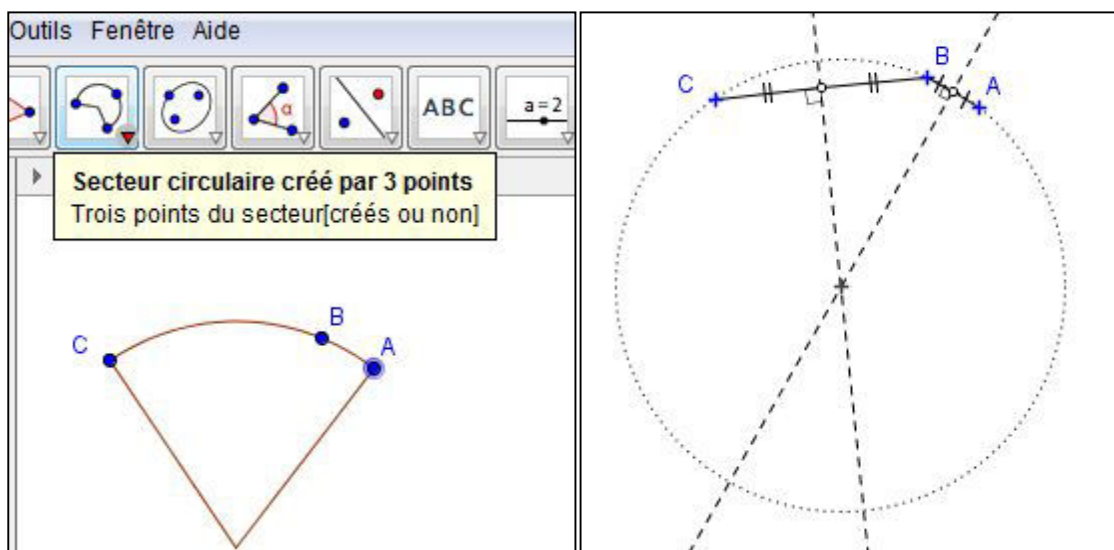 Outils Fenêtre Aide
α
ABC
a=2
Secteur circulaire créé par 3 points
Trois points du secteur[créés ou non]
C
B
A
C
B
A